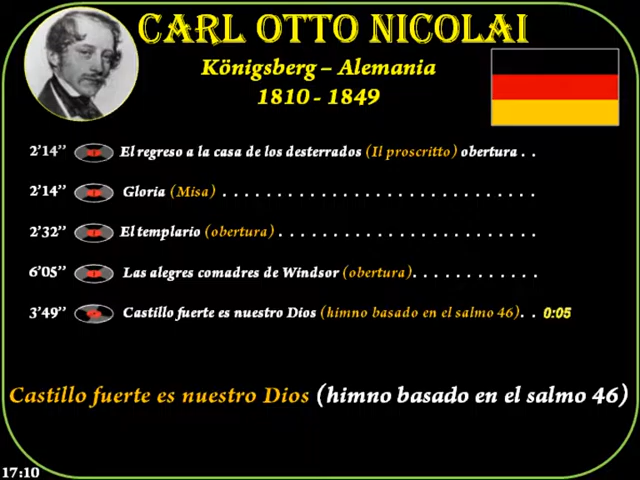 CARL OTTO NICOLAI
Königsberg – Alemania
1810 - 1849
2’14’’ El regreso a la casa de los desterrados (Il proscritto) obertura . .
2’14’’ Gloria (Misa) . . . . . . . . . . . . . . . . . . . . . . . . . . . . .
2’32’’ El templario (obertura) . . . . . . . . . . . . . . . . . . . . . . . .
6’05’’ Las alegres comadres de Windsor (obertura). . . . . . . . . . . .
3’49’’ Castillo fuerte es nuestro Dios (himno basado en el salmo 46). . 0:05
Castillo fuerte es nuestro Dios (himno basado en el salmo 46)
17:10